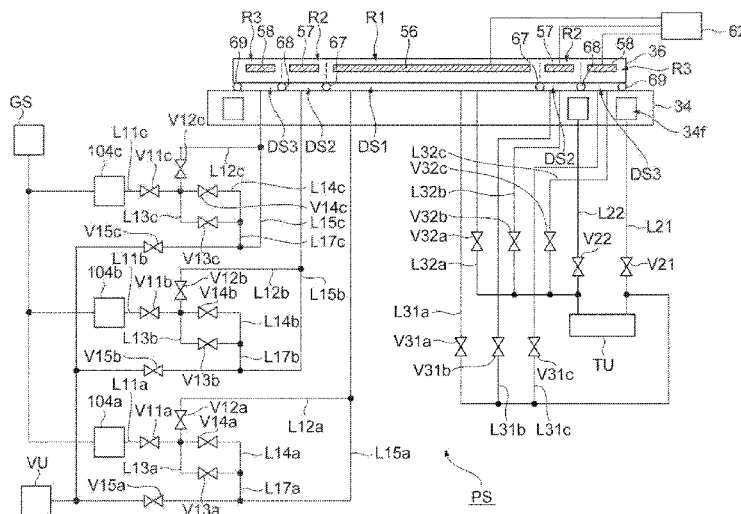 R3 R2 R1 R2
69 58 68 57 67 56 67 57 68 58 36 62
R3
69
GS V12c DS3 DS2 DS1 DS2 34
34f
DS3
104c L11c V11c L12c
L13c L14c
V14c
L15c
V15c V13c L17c
L11b V12b
104b V11b V14b L12b L15b
L13b L14b
V15b V13b L17b
L11a V12a
104a V11a V14a L12a
L13a L14a L15a
VU V15a V13a L17a
L32c
V32c
L32b
V32b
V32a
L32a
L22
L21
V22
V21
L31a
V31a
V31b V31c
TU
L31b L31c
PS